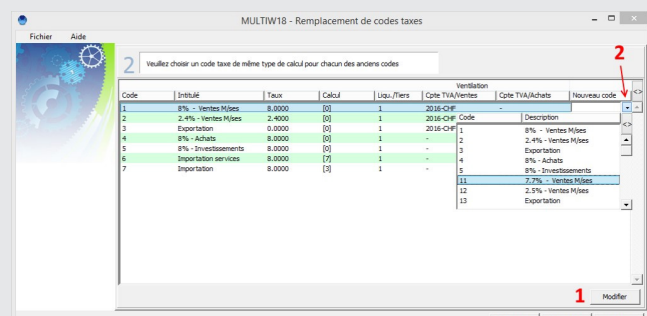 MULTIW18 - Remplacement de codes taxes
Fichier Aide
2
2 Veuillez choisir un code taxe de même type de calcul pour chacun des anciens codes
Ventilation
Code Intitulé Taux Calcul Liqu./Tiers Cpte TVA/Ventes Cpte TVA/Achats Nouveau code <>
1 8% - Ventes M/ses 8.0000 [0] 1 2016-CHF -
2 2.4% - Ventes M/ses 2.4000 [0] 1 2016-CHF
3 Exportation 0.0000 [0] 1 2016-CHF
4 8% - Achats 8.0000 [0] 1 -
5 8% - Investissements 8.0000 [0] 1 -
6 Importation services 8.0000 [7] 1 -
7 Importation 8.0000 [3] 1 -
Code Description <>
1 8% - Ventes M/ses
2 2.4% - Ventes M/ses
3 Exportation
4 8% - Achats
5 8% - Investissements
11 7.7% - Ventes M/ses
12 2.5% - Ventes M/ses
13 Exportation
1 Modifier